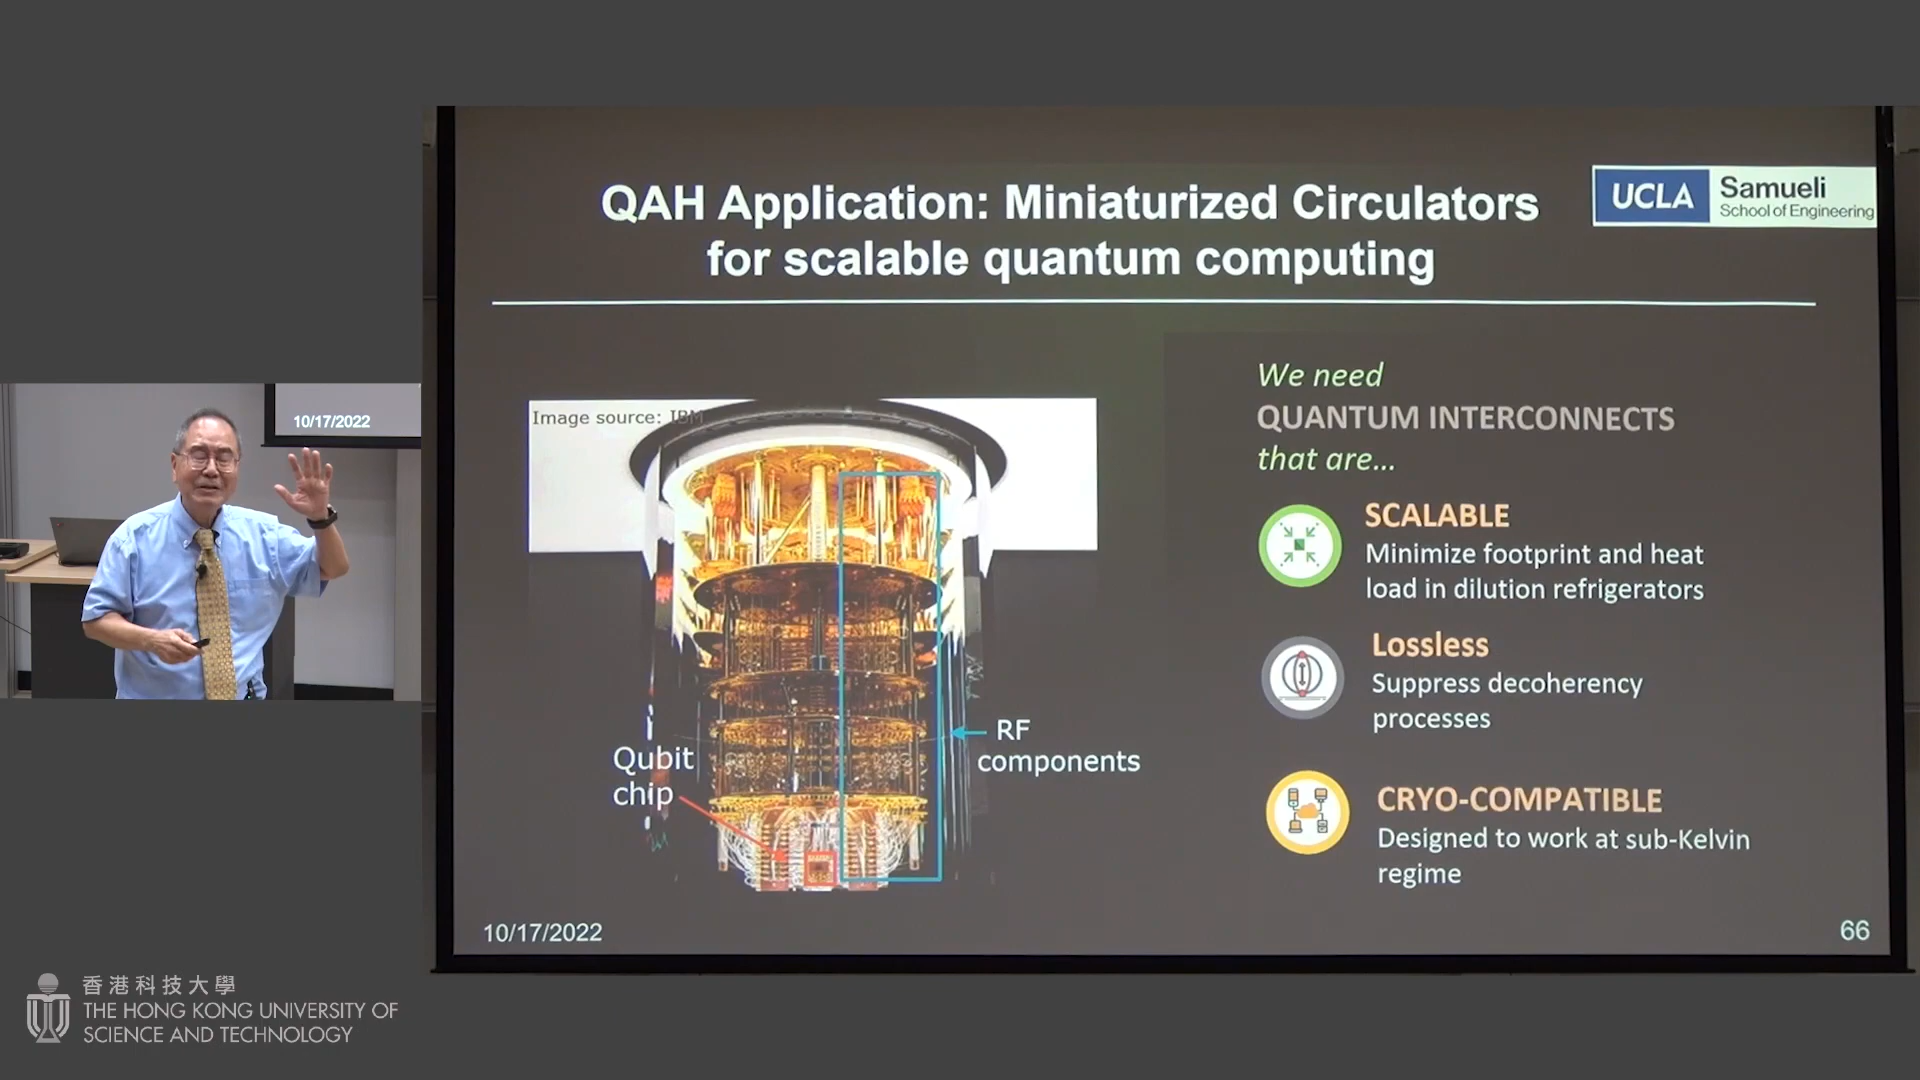 10/17/2022
QAH Application: Miniaturized Circulators
for scalable quantum computing
UCLA
Samueli
School of Engineering
Image source: IBM
Qubit
chip
RF
components
We need
QUANTUM INTERCONNECTS
that are...
SCALABLE
Minimize footprint and heat
load in dilution refrigerators
Lossless
Suppress decoherency
processes
CRYO-COMPATIBLE
Designed to work at sub-Kelvin
regime
10/17/2022
66
香港科技大學
THE HONG KONG UNIVERSITY OF
SCIENCE AND TECHNOLOGY